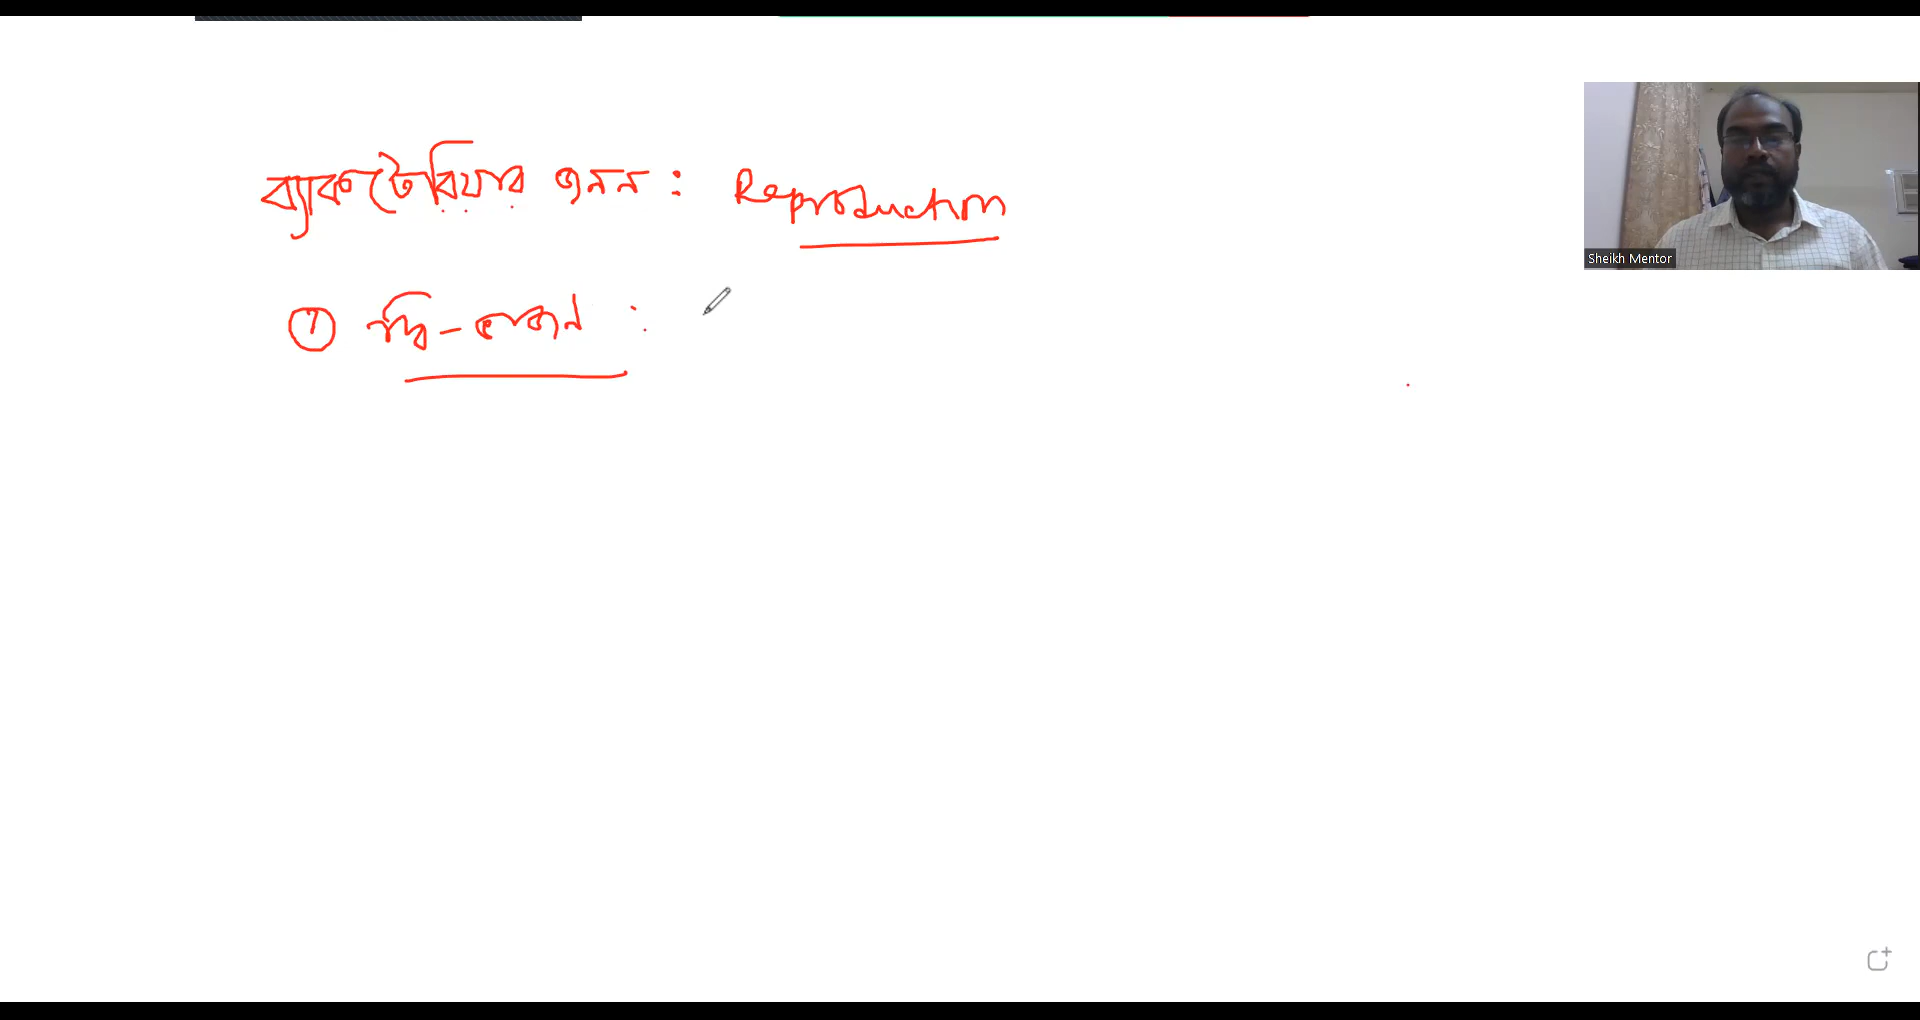 ব্যাকটেরিয়ার জনন : Reproduction
Sheikh Mentor
① দ্বি-ভাজন :